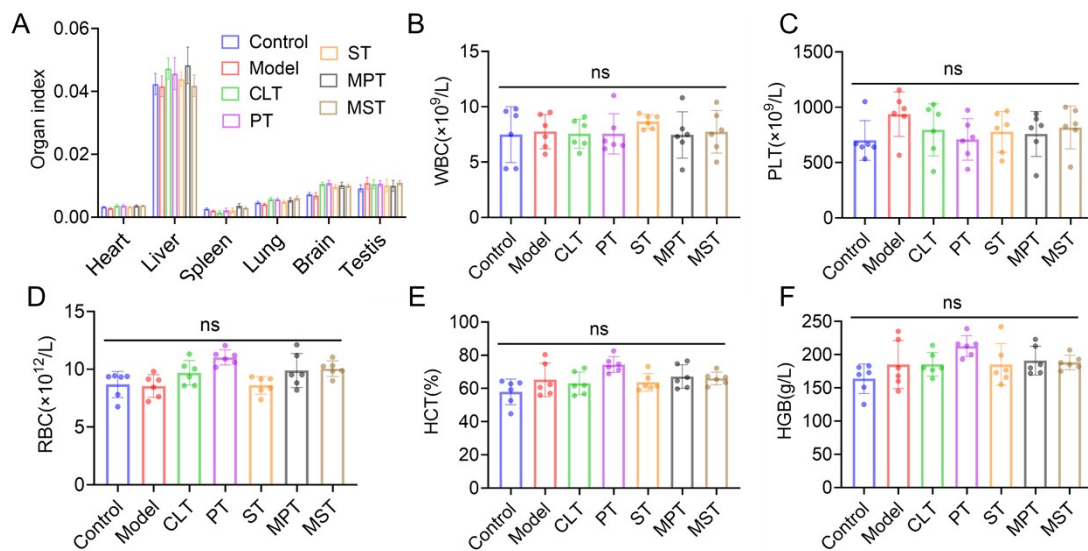 A
0.06
0.04
0.02
0.00
Organ index
Control
Model
CLT
PT
ST
MPT
MST
Heart
Liver
Spleen
Lung
Brain
Testis
B
ns
15
10
5
0
WBC(×10⁹/L)
Control
Model
CLT
PT
ST
MPT
MST
C
ns
1500
1000
500
0
PLT(×10⁹/L)
Control
Model
CLT
PT
ST
MPT
MST
D
ns
15
10
5
0
RBC(×10¹²/L)
Control
Model
CLT
PT
ST
MPT
MST
E
ns
100
80
60
40
20
0
HCT(%)
Control
Model
CLT
PT
ST
MPT
MST
F
ns
300
250
200
150
100
50
0
HGB(g/L)
Control
Model
CLT
PT
ST
MPT
MST